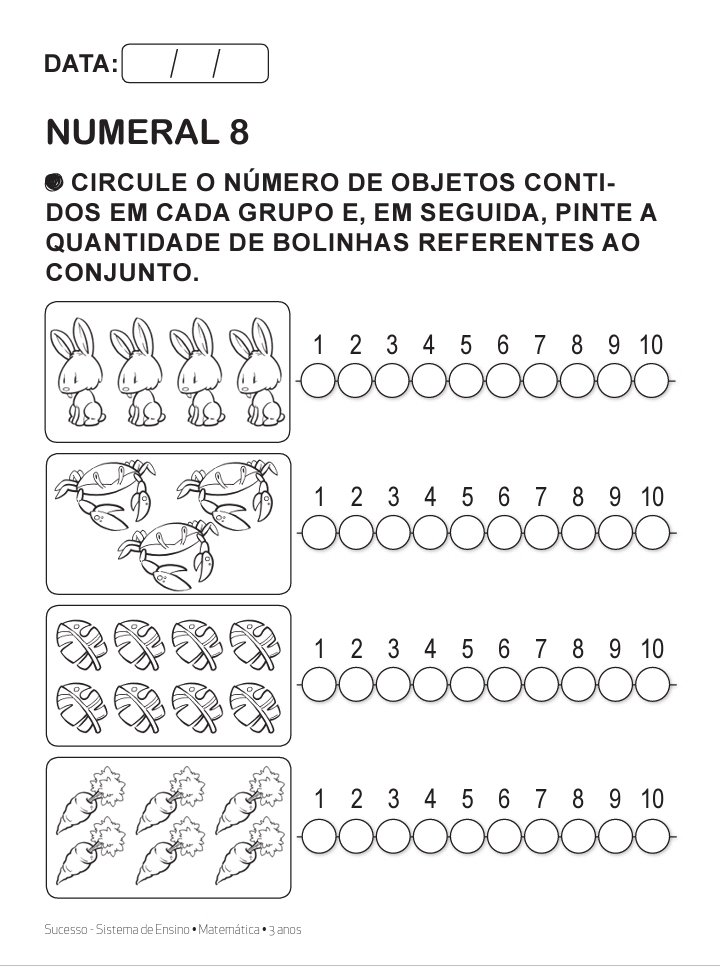 DATA: / /
NUMERAL 8
CIRCULE O NÚMERO DE OBJETOS CONTI-
DOS EM CADA GRUPO E, EM SEGUIDA, PINTE A
QUANTIDADE DE BOLINHAS REFERENTES AO
CONJUNTO.
1 2 3 4 5 6 7 8 9 10
1 2 3 4 5 6 7 8 9 10
1 2 3 4 5 6 7 8 9 10
1 2 3 4 5 6 7 8 9 10
Sucesso - Sistema de Ensino • Matemática • 3 anos